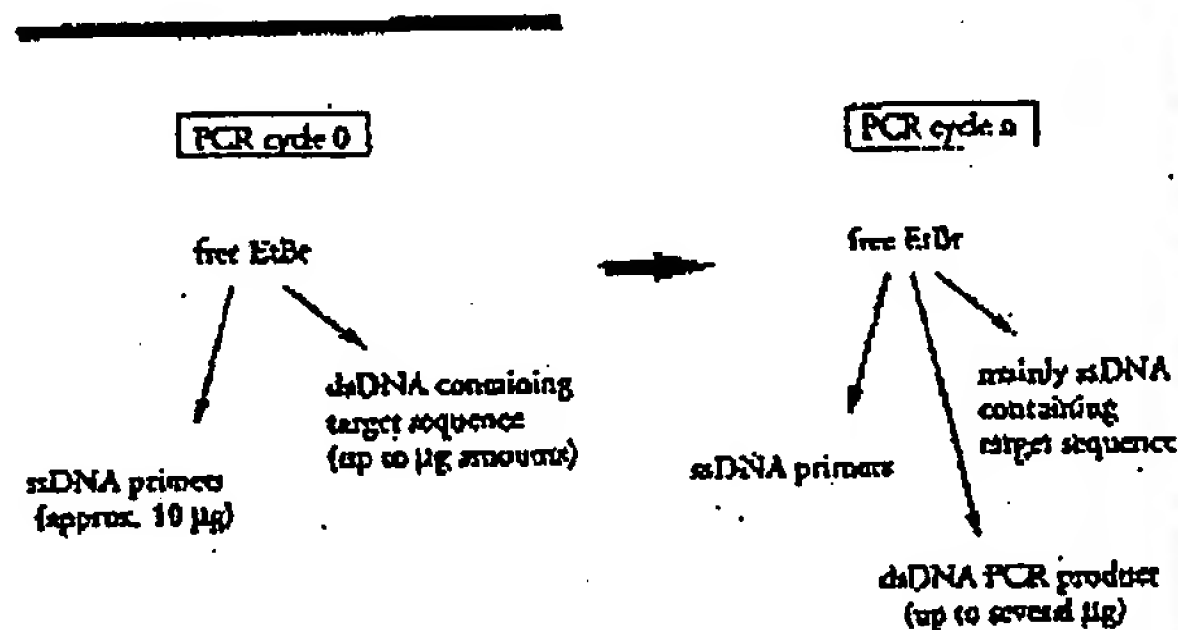 PCR cycle 0
free EtBr
ssDNA primers
(approx. 10 µg)
dsDNA containing
target sequence
(up to µg amounts)
PCR cycle n
free EtBr
ssDNA primers
mainly ssDNA
containing
target sequence
dsDNA PCR product
(up to several µg)